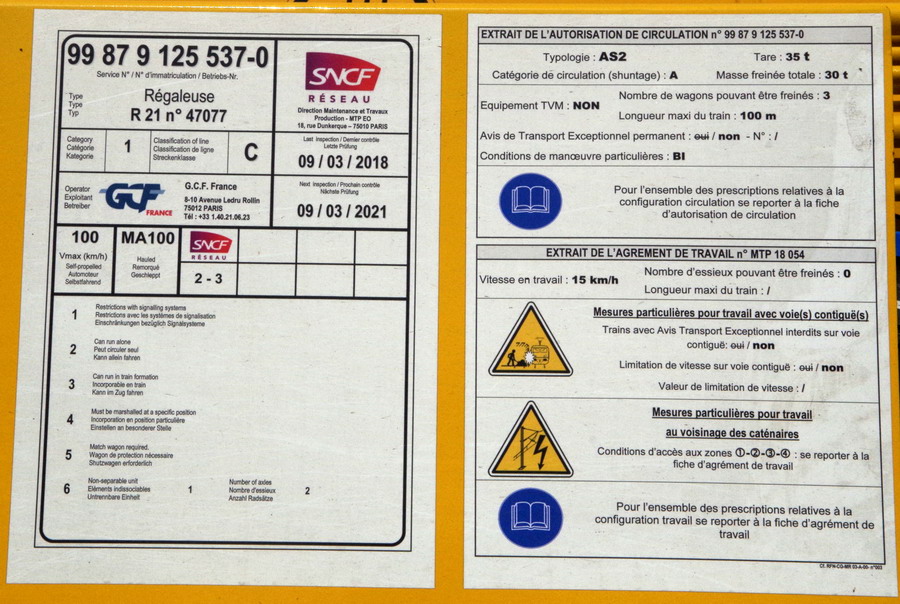 99 87 9 125 537-0
Service N° / N° d'immatriculation / Betriebs-Nr.
Type
Type
Typ
Régaleuse
R 21 n° 47077
SNCF
RÉSEAU
Direction Maintenance et Travaux
Production - MTP EO
18, rue Dunkerque – 75010 PARIS
Category
Catégorie
Kategorie
1
Classification of line
Classification de ligne
Streckenklasse
C
Last Inspection / Dernier contrôle
Letzte Prüfung
09 / 03 / 2018
Operator
Exploitant
Betreiber
GCF
FRANCE
G.C.F. France
8-10 Avenue Ledru Rollin
75012 PARIS
Tél : +33 1.40.21.06.23
Next Inspection / Prochain contrôle
Nächste Prüfung
09 / 03 / 2021
100
Vmax (km/h)
Self-propelled
Automoteur
Selbstfahrend
MA100
Hauled
Remorqué
Geschleppt
SNCF
RÉSEAU
2 - 3
1
Restrictions with signalling systems
Restrictions avec les systèmes de signalisation
Einschränkungen bezüglich Signalsysteme
2
Can run alone
Peut circuler seul
Kann allein fahren
3
Can run in train formation
Incorporable en train
Kann im Zug fahren
4
Must be marshalled at a specific position
Incorporation en position particulière
Einstellen an besonderer Stelle
5
Match wagon required.
Wagon de protection nécessaire
Shutzwagen erforderlich
6
Non-separable unit
Eléments indissociables
Untrennbare Einheit
1
Number of axles
Nombre d'essieux
Anzahl Radsätze
2
EXTRAIT DE L'AUTORISATION DE CIRCULATION n° 99 87 9 125 537-0
Typologie : AS2 Tare : 35 t
Catégorie de circulation (shuntage) : A Masse freinée totale : 30 t
Equipement TVM : NON
Nombre de wagons pouvant être freinés : 3
Longueur maxi du train : 100 m
Avis de Transport Exceptionnel permanent : oui / non - N° : /
Conditions de manœuvre particulières : BI
Pour l'ensemble des prescriptions relatives à la
configuration circulation se reporter à la fiche
d'autorisation de circulation
EXTRAIT DE L'AGREMENT DE TRAVAIL n° MTP 18 054
Vitesse en travail : 15 km/h
Nombre d'essieux pouvant être freinés : 0
Longueur maxi du train : /
Mesures particulières pour travail avec voie(s) contiguë(s)
Trains avec Avis Transport Exceptionnel interdits sur voie
contiguë: oui / non
Limitation de vitesse sur voie contiguë : oui / non
Valeur de limitation de vitesse : /
Mesures particulières pour travail
au voisinage des caténaires
Conditions d'accès aux zones ①-②-③-④ : se reporter à la
fiche d'agrément de travail
Pour l'ensemble des prescriptions relatives à la
configuration travail se reporter à la fiche d'agrément de
travail
Cf. RFN-CG-MR 03-A-00- n°003